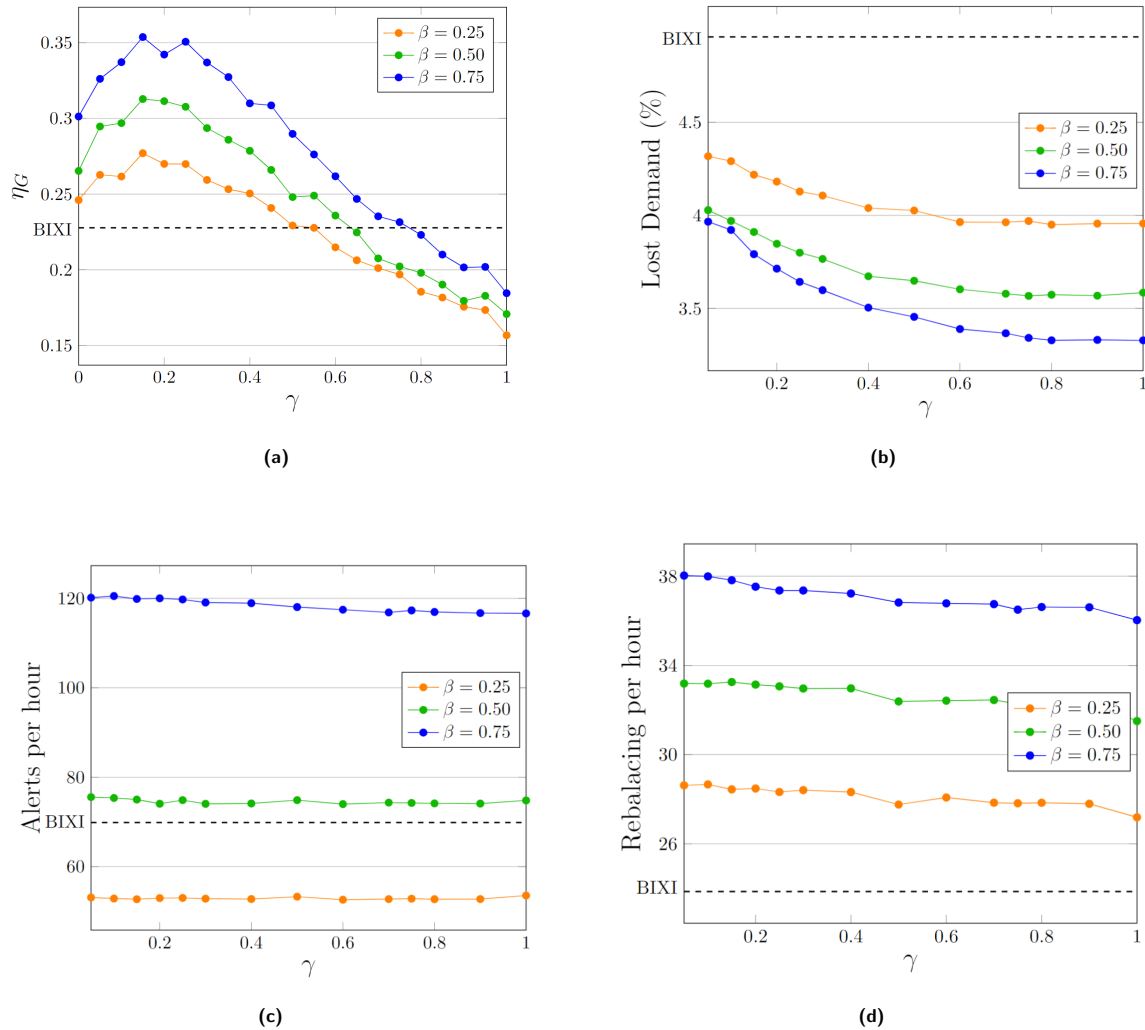 0.35
0.3
0.25
BIXI
0.2
0.15
η_G
0 0.2 0.4 0.6 0.8 1
γ
β = 0.25
β = 0.50
β = 0.75
(a)
BIXI
4.5
4
3.5
Lost Demand (%)
0.2 0.4 0.6 0.8 1
γ
β = 0.25
β = 0.50
β = 0.75
(b)
120
100
80
BIXI
60
Alerts per hour
0.2 0.4 0.6 0.8 1
γ
β = 0.25
β = 0.50
β = 0.75
(c)
38
34
30
26
BIXI
Rebalacing per hour
0.2 0.4 0.6 0.8 1
γ
β = 0.25
β = 0.50
β = 0.75
(d)